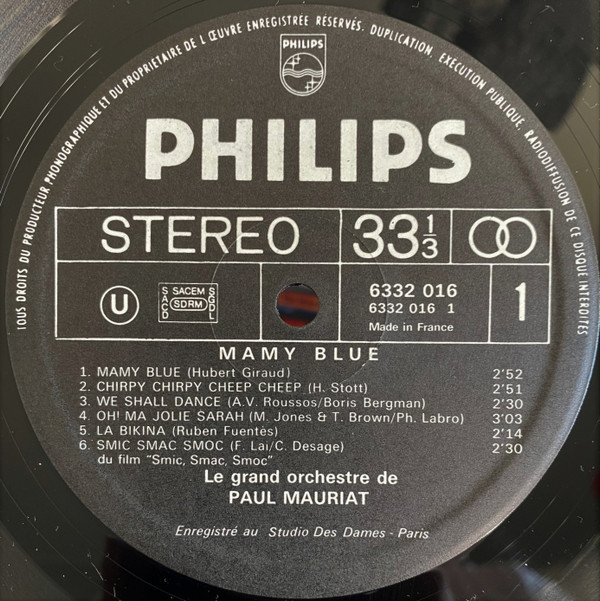 TOUS DROITS DU PRODUCTEUR PHONOGRAPHIQUE ET DU PROPRIETAIRE DE L'ŒUVRE ENREGISTRÉE RÉSERVÉS. DUPLICATION, EXECUTION PUBLIQUE, RADIODIFFUSION DE CE DISQUE INTERDITES
PHILIPS
PHILIPS
STEREO 33 1/3
U SACEM SACD SDRM SGDL 6332 016 1
6332 016 1
Made in France
MAMY BLUE
1. MAMY BLUE (Hubert Giraud) 2'52
2. CHIRPY CHIRPY CHEEP CHEEP (H. Stott) 2'51
3. WE SHALL DANCE (A.V. Roussos/Boris Bergman) 2'30
4. OH! MA JOLIE SARAH (M. Jones & T. Brown/Ph. Labro) 3'03
5. LA BIKINA (Ruben Fuentès) 2'14
6. SMIC SMAC SMOC (F. Lai/C. Desage) 2'30
du film "Smic, Smac, Smoc"
Le grand orchestre de
PAUL MAURIAT
Enregistré au Studio Des Dames - Paris